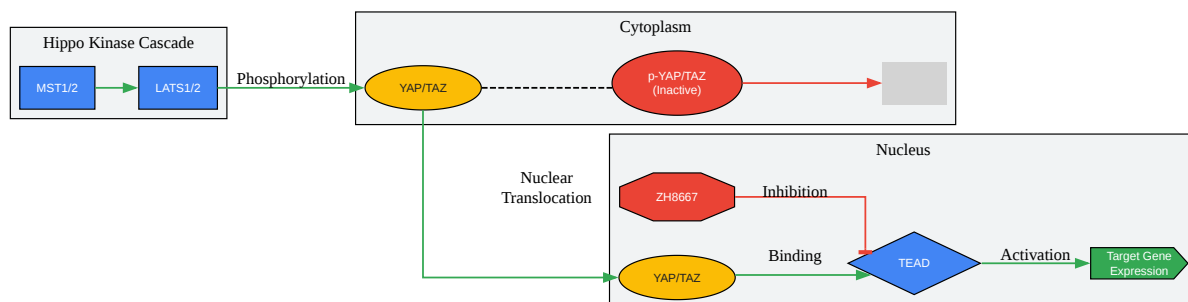 Cytoplasm
Hippo Kinase Cascade
MST1/2
LATS1/2
Phosphorylation
YAP/TAZ
p-YAP/TAZ
(Inactive)
Nucleus
Nuclear
Translocation
ZH8667
Inhibition
YAP/TAZ
Binding
TEAD
Activation
Target Gene
Expression